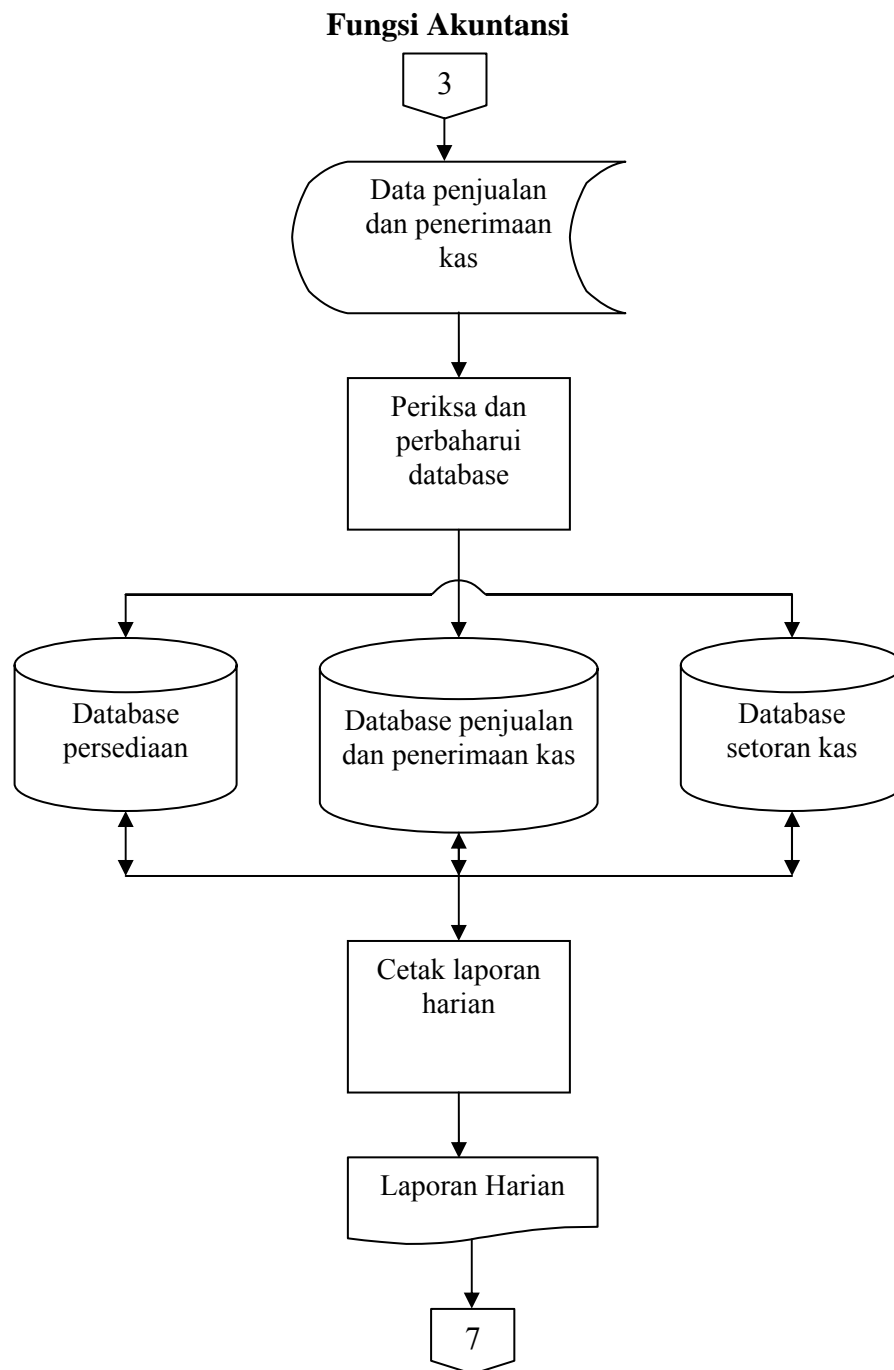 Fungsi Akuntansi
3
Data penjualan
dan penerimaan
kas
Periksa dan
perbaharui
database
Database
persediaan
Database penjualan
dan penerimaan kas
Database
setoran kas
Cetak laporan
harian
Laporan Harian
7